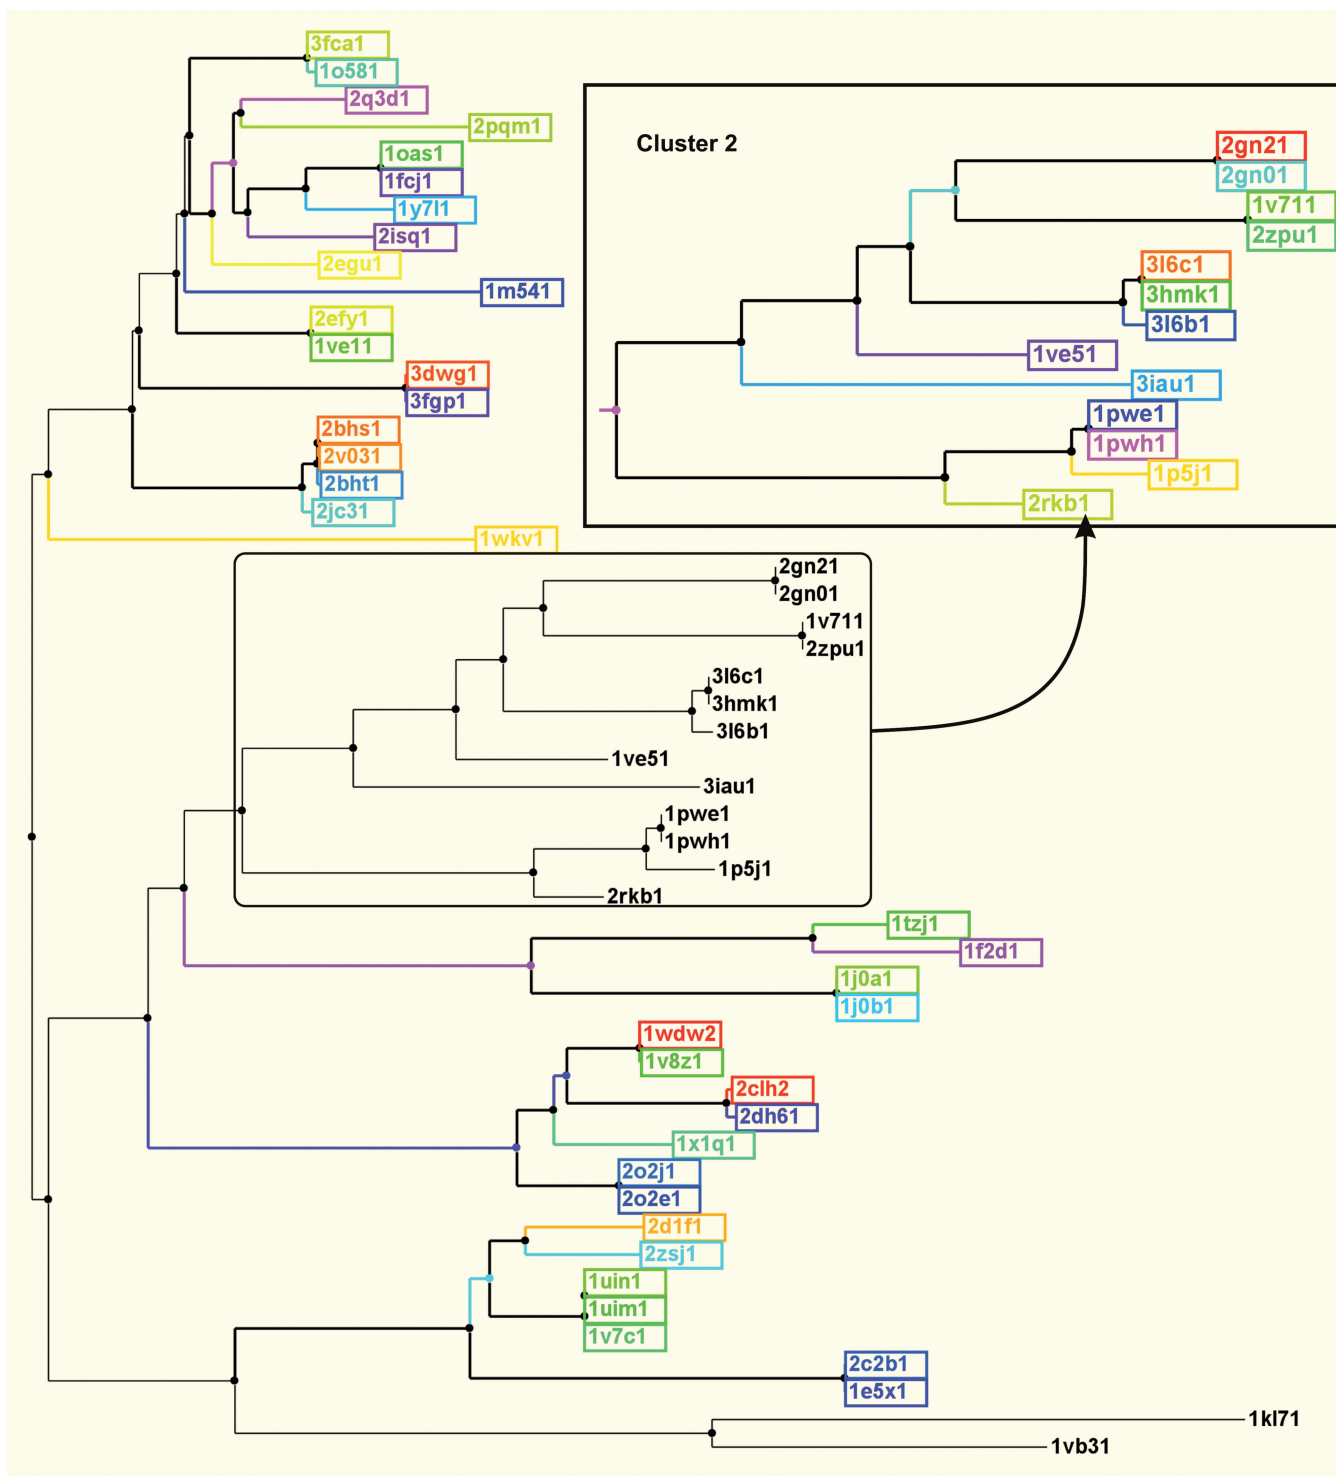 3fca1
1o581
2q3d1
2pqm1
1oas1
1fcj1
1y7l1
2isq1
2egu1
1m541
2efy1
1ve11
3dwg1
3fgp1
2bhs1
2v031
2bht1
2jc31
1wkv1
Cluster 2
2gn21
2gn01
1v711
2zpu1
3l6c1
3hmk1
3l6b1
1ve51
3iau1
1pwe1
1pwh1
1p5j1
2rkb1
2gn21
2gn01
1v711
2zpu1
3l6c1
3hmk1
3l6b1
1ve51
3iau1
1pwe1
1pwh1
1p5j1
2rkb1
1tzj1
1f2d1
1j0a1
1j0b1
1wdw2
1v8z1
2clh2
2dh61
1x1q1
2o2j1
2o2e1
2d1f1
2zsj1
1uin1
1uim1
1v7c1
2c2b1
1e5x1
1kl71
1vb31